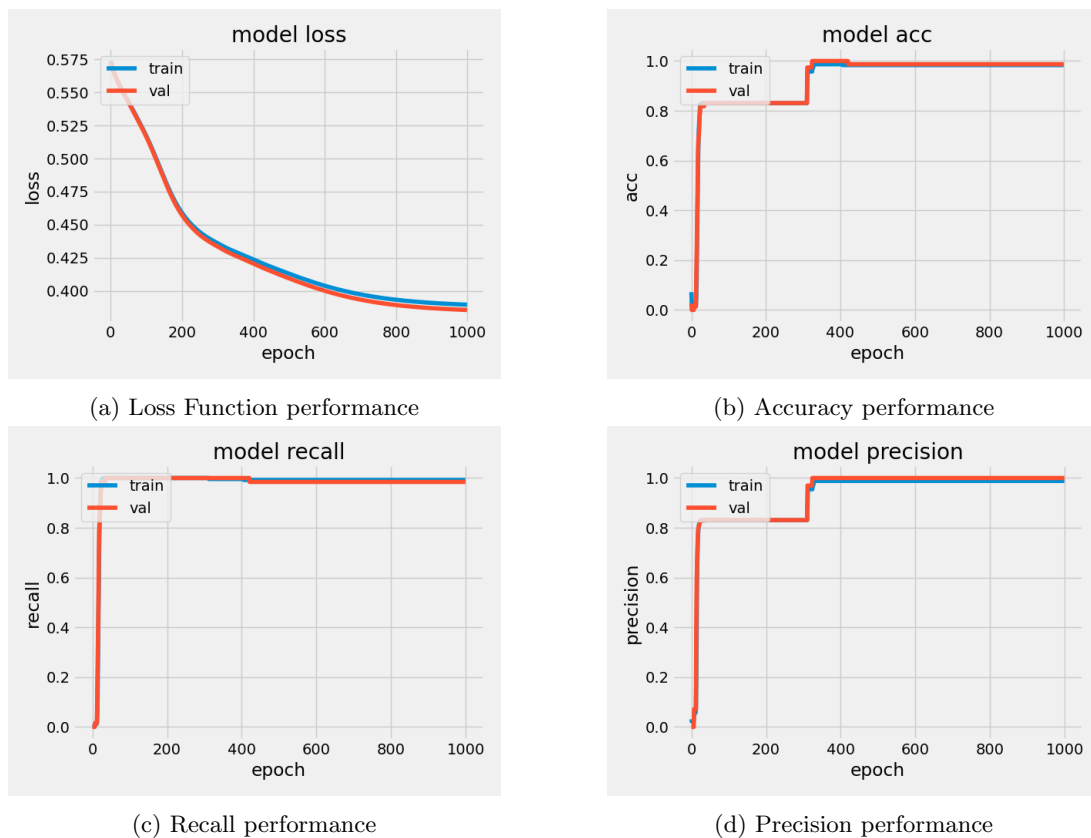 model loss
0.575
0.550
0.525
0.500
0.475
0.450
0.425
0.400
loss
train
val
0 200 400 600 800 1000
epoch
(a) Loss Function performance
model acc
1.0
0.8
0.6
0.4
0.2
0.0
acc
train
val
0 200 400 600 800 1000
epoch
(b) Accuracy performance
model recall
1.0
0.8
0.6
0.4
0.2
0.0
recall
train
val
0 200 400 600 800 1000
epoch
(c) Recall performance
model precision
1.0
0.8
0.6
0.4
0.2
0.0
precision
train
val
0 200 400 600 800 1000
epoch
(d) Precision performance